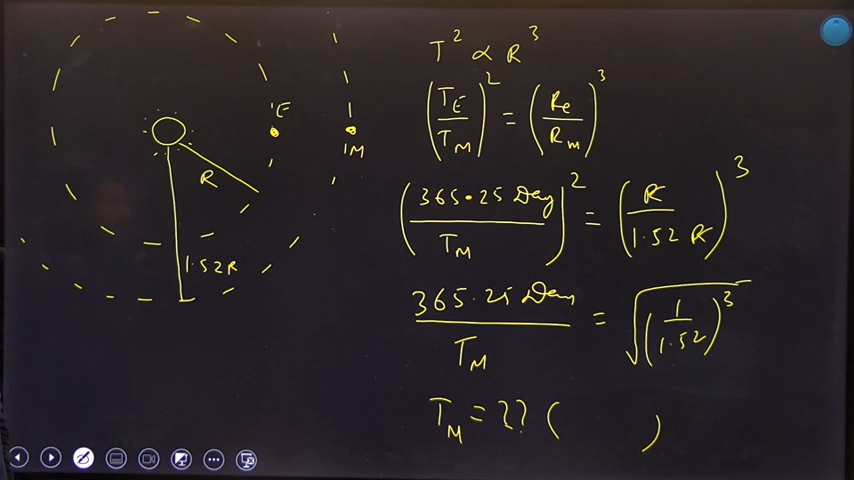 E
M
R
1.52R
T² ∝ R³
(T_E / T_M)² = (R_e / R_m)³
(365.25 Day / T_M)² = (R / 1.52 R)³
365.25 Day / T_M = √(1 / 1.52)³
T_M = ?? ( )